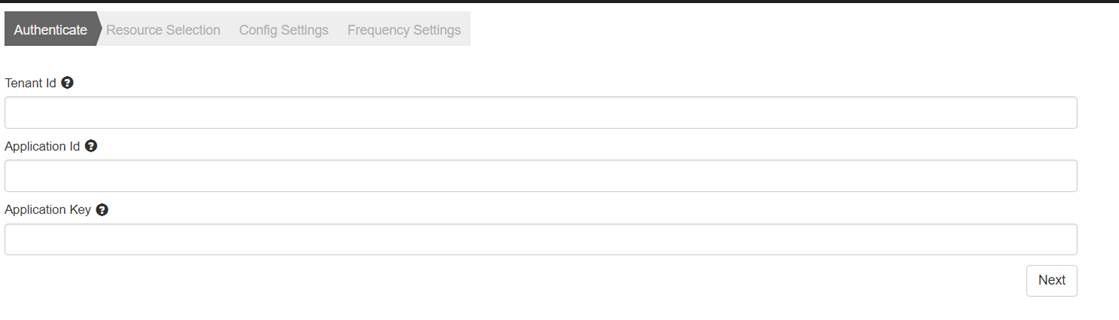 Authenticate Resource Selection Config Settings Frequency Settings
Tenant Id ?
Application Id ?
Application Key ?
Next